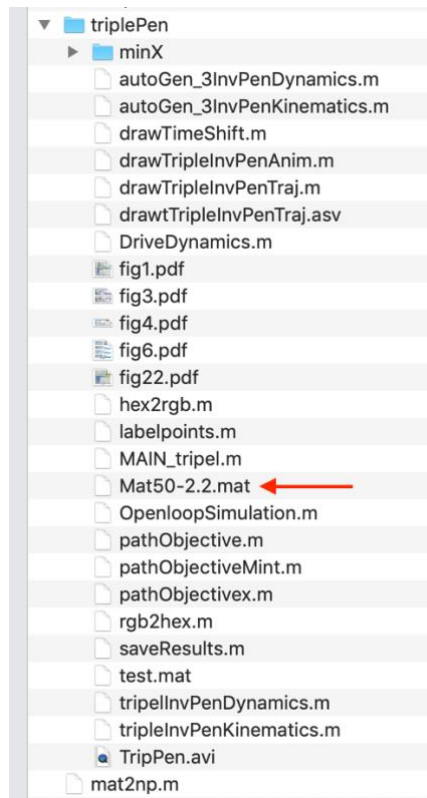 triplePen
minX
autoGen_3InvPenDynamics.m
autoGen_3InvPenKinematics.m
drawTimeShift.m
drawTripleInvPenAnim.m
drawTripleInvPenTraj.m
drawtTripleInvPenTraj.asv
DriveDynamics.m
fig1.pdf
fig3.pdf
fig4.pdf
fig6.pdf
fig22.pdf
hex2rgb.m
labelpoints.m
MAIN_tripel.m
Mat50-2.2.mat
OpenloopSimulation.m
pathObjective.m
pathObjectiveMint.m
pathObjectivex.m
rgb2hex.m
saveResults.m
test.mat
tripelInvPenDynamics.m
tripleInvPenKinematics.m
TripPen.avi
mat2np.m